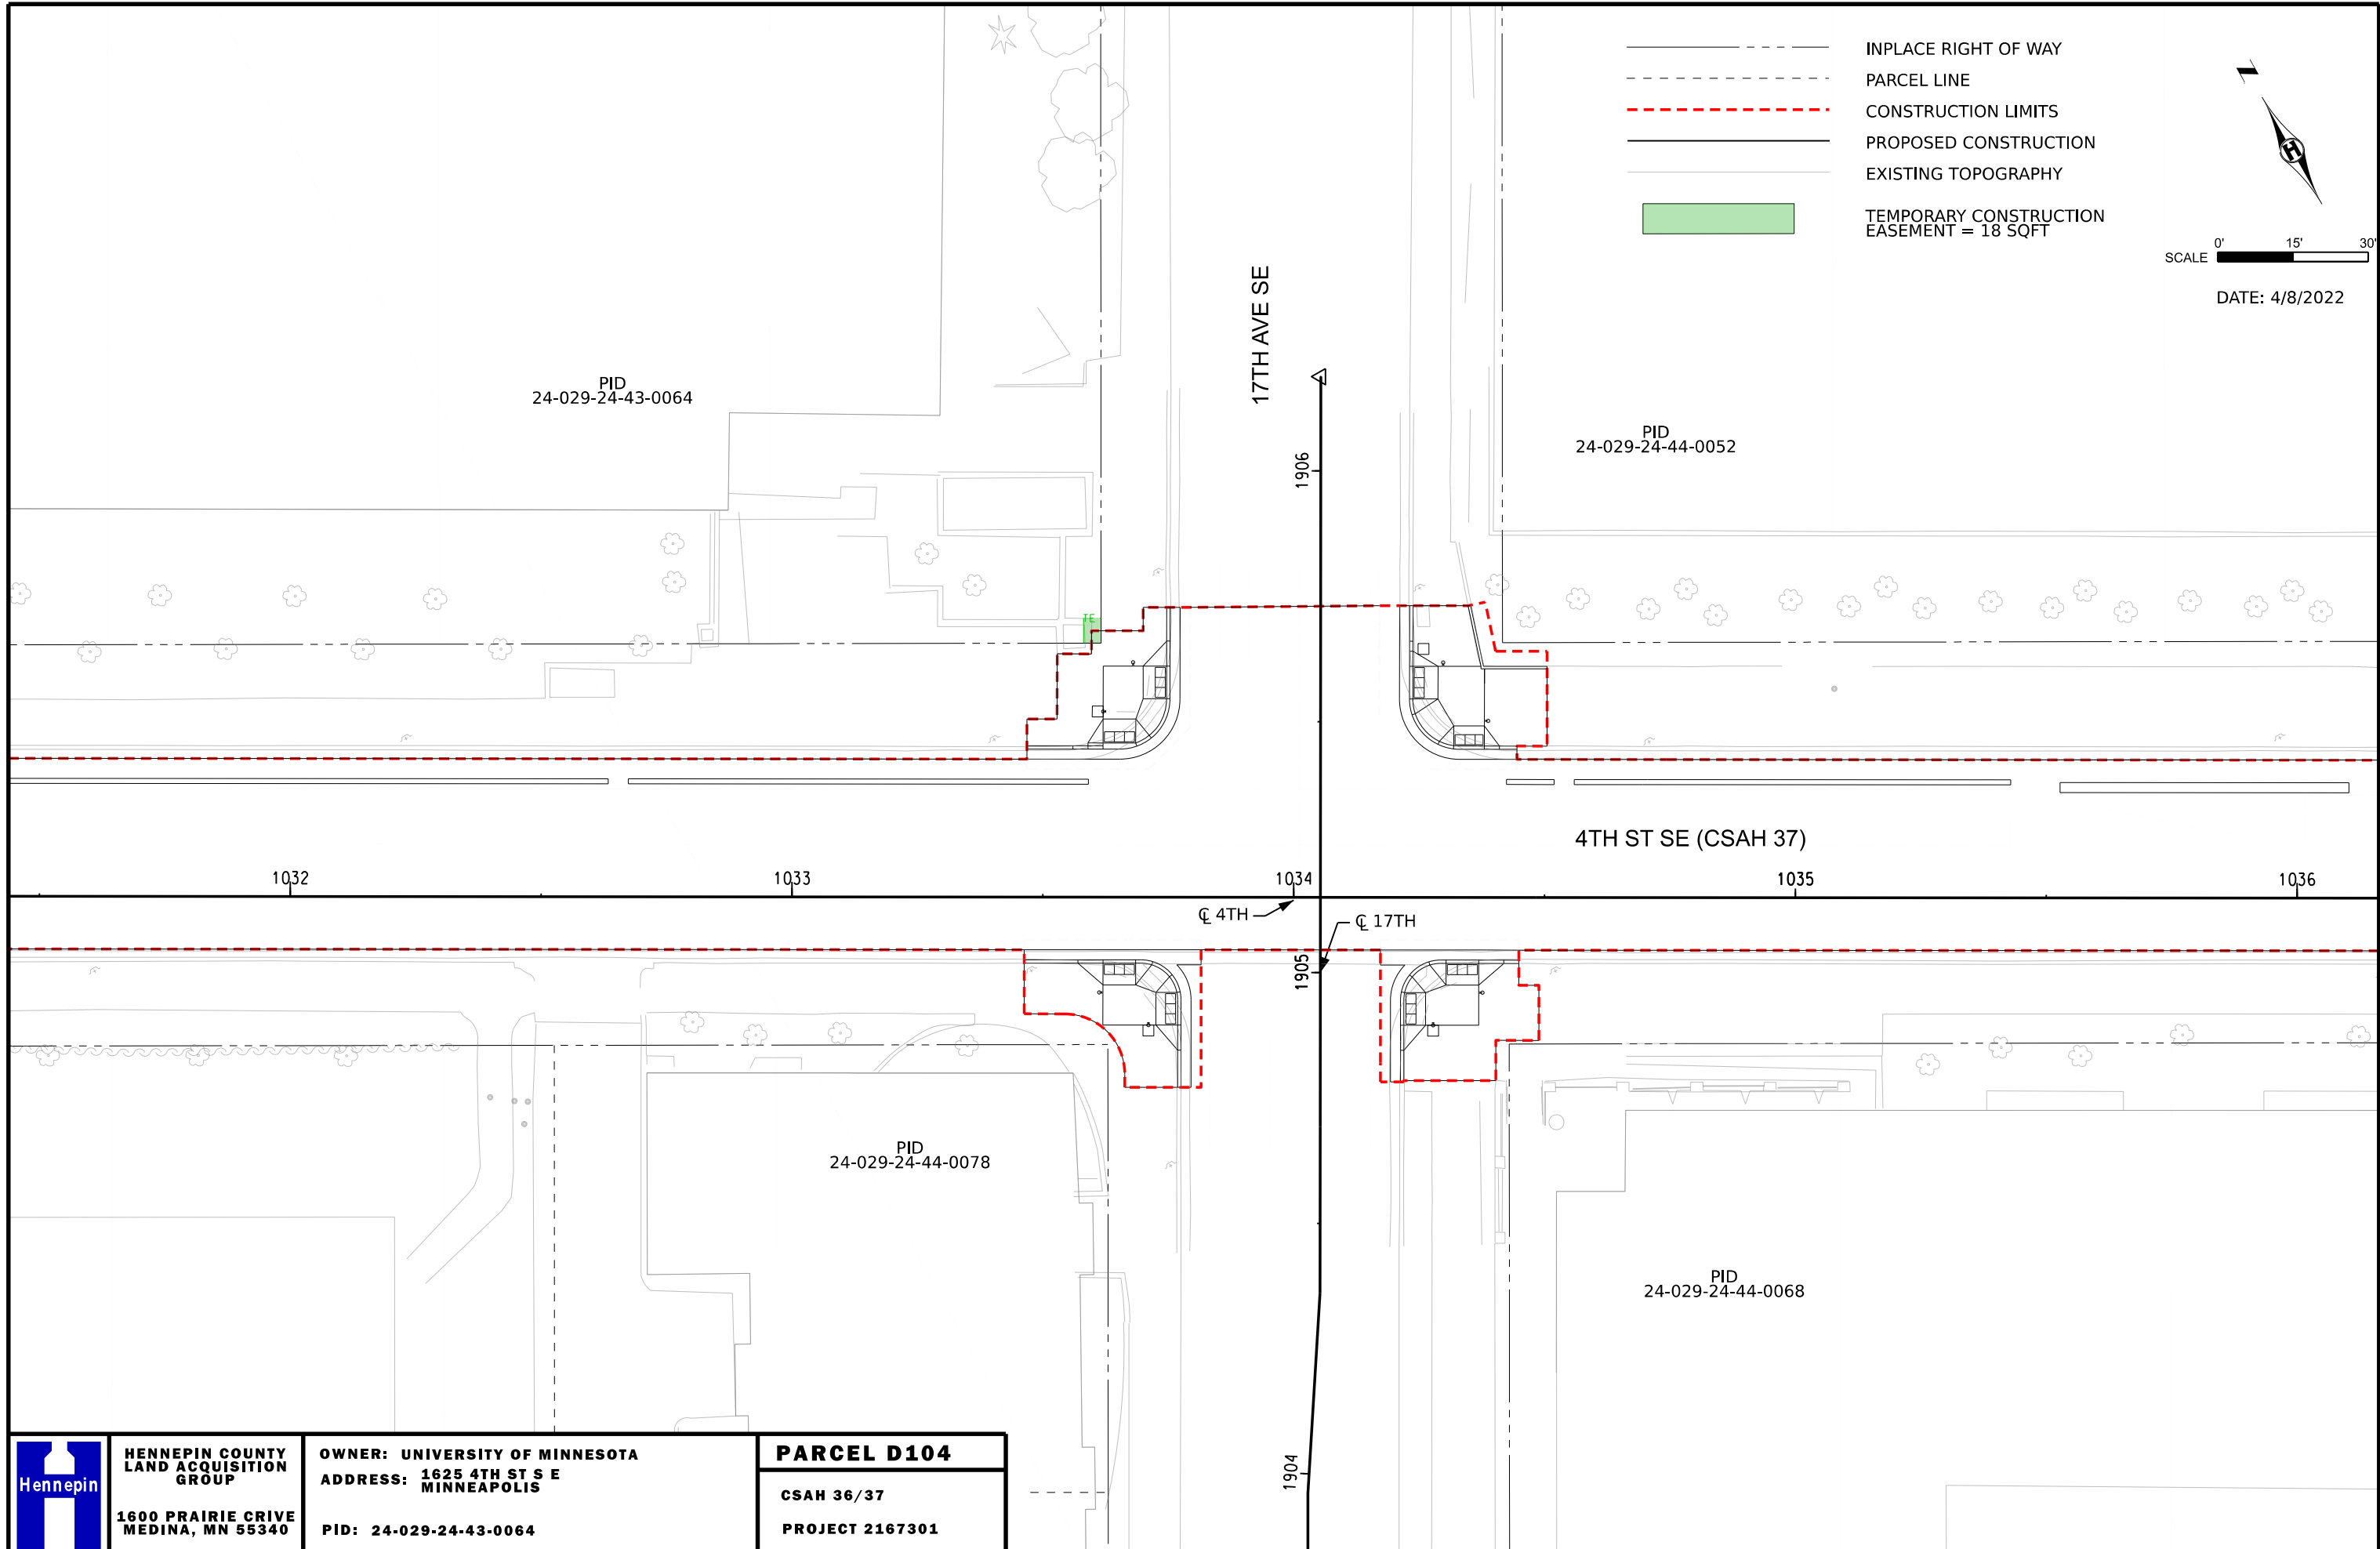 INPLACE RIGHT OF WAY
PARCEL LINE
CONSTRUCTION LIMITS
PROPOSED CONSTRUCTION
EXISTING TOPOGRAPHY
TEMPORARY CONSTRUCTION
EASEMENT = 18 SQFT
N
H
0' 15' 30'
SCALE
DATE: 4/8/2022
17TH AVE SE
PID
24-029-24-43-0064
PID
24-029-24-44-0052
1906
TE
4TH ST SE (CSAH 37)
1032 1033 1034 1035 1036
℄ 4TH
℄ 17TH
1905
PID
24-029-24-44-0078
PID
24-029-24-44-0068
1904
Hennepin
HENNEPIN COUNTY
LAND ACQUISITION
GROUP
1600 PRAIRIE CRIVE
MEDINA, MN 55340
OWNER: UNIVERSITY OF MINNESOTA
ADDRESS: 1625 4TH ST S E
MINNEAPOLIS
PID: 24-029-24-43-0064
PARCEL D104
CSAH 36/37
PROJECT 2167301